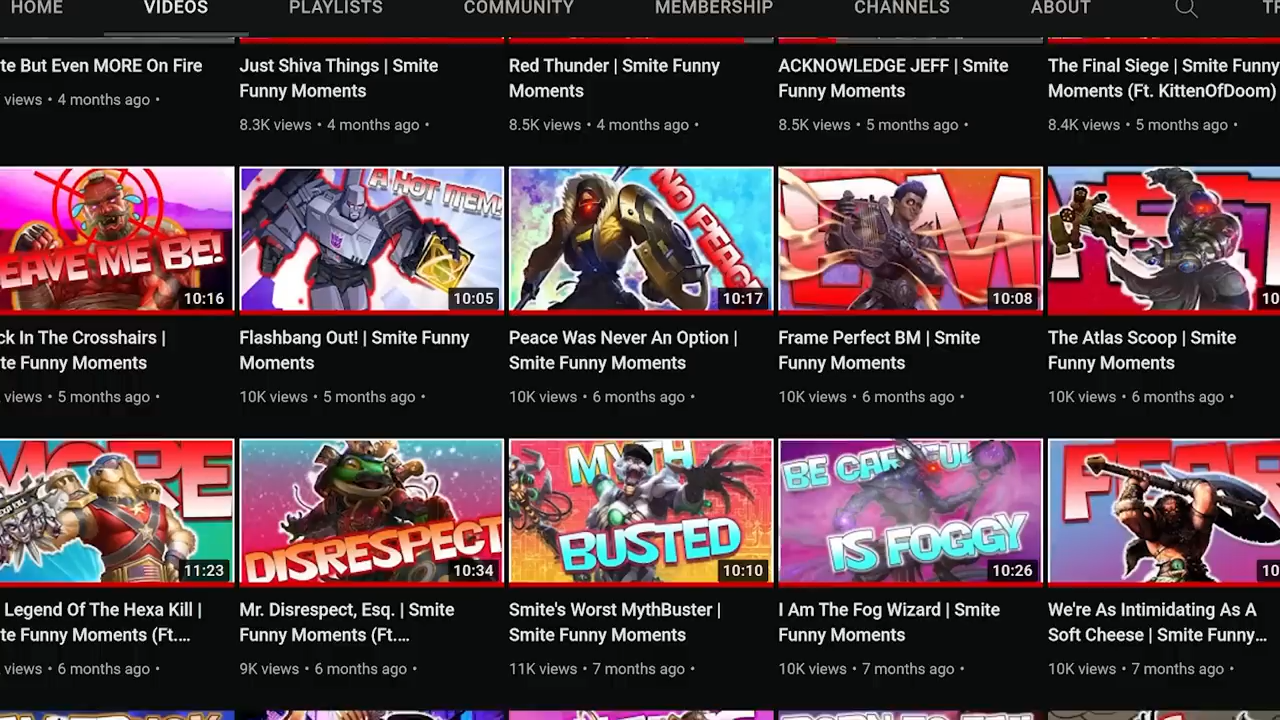 HOME VIDEOS PLAYLISTS COMMUNITY MEMBERSHIP CHANNELS ABOUT
te But Even MORE On Fire
views • 4 months ago •
Just Shiva Things | Smite
Funny Moments
8.3K views • 4 months ago •
Red Thunder | Smite Funny
Moments
8.5K views • 4 months ago •
ACKNOWLEDGE JEFF | Smite
Funny Moments
8.5K views • 5 months ago •
The Final Siege | Smite Funny
Moments (Ft. KittenOfDoom)
8.4K views • 5 months ago •
EAVE ME BE!
10:16
A HOT ITEM!
10:05
NO PEACE
10:17
BM
10:08
10
ck In The Crosshairs |
te Funny Moments
views • 5 months ago •
Flashbang Out! | Smite Funny
Moments
10K views • 5 months ago •
Peace Was Never An Option |
Smite Funny Moments
10K views • 6 months ago •
Frame Perfect BM | Smite
Funny Moments
10K views • 6 months ago •
The Atlas Scoop | Smite
Funny Moments
10K views • 6 months ago •
MORE
11:23
DISRESPECT
10:34
MYTH
BUSTED
10:10
BE CAREFUL
IS FOGGY
10:26
FEAR
10
Legend Of The Hexa Kill |
te Funny Moments (Ft....
views • 6 months ago •
Mr. Disrespect, Esq. | Smite
Funny Moments (Ft....
9K views • 6 months ago •
Smite's Worst MythBuster |
Smite Funny Moments
11K views • 7 months ago •
I Am The Fog Wizard | Smite
Funny Moments
10K views • 7 months ago •
We're As Intimidating As A
Soft Cheese | Smite Funny...
10K views • 7 months ago •